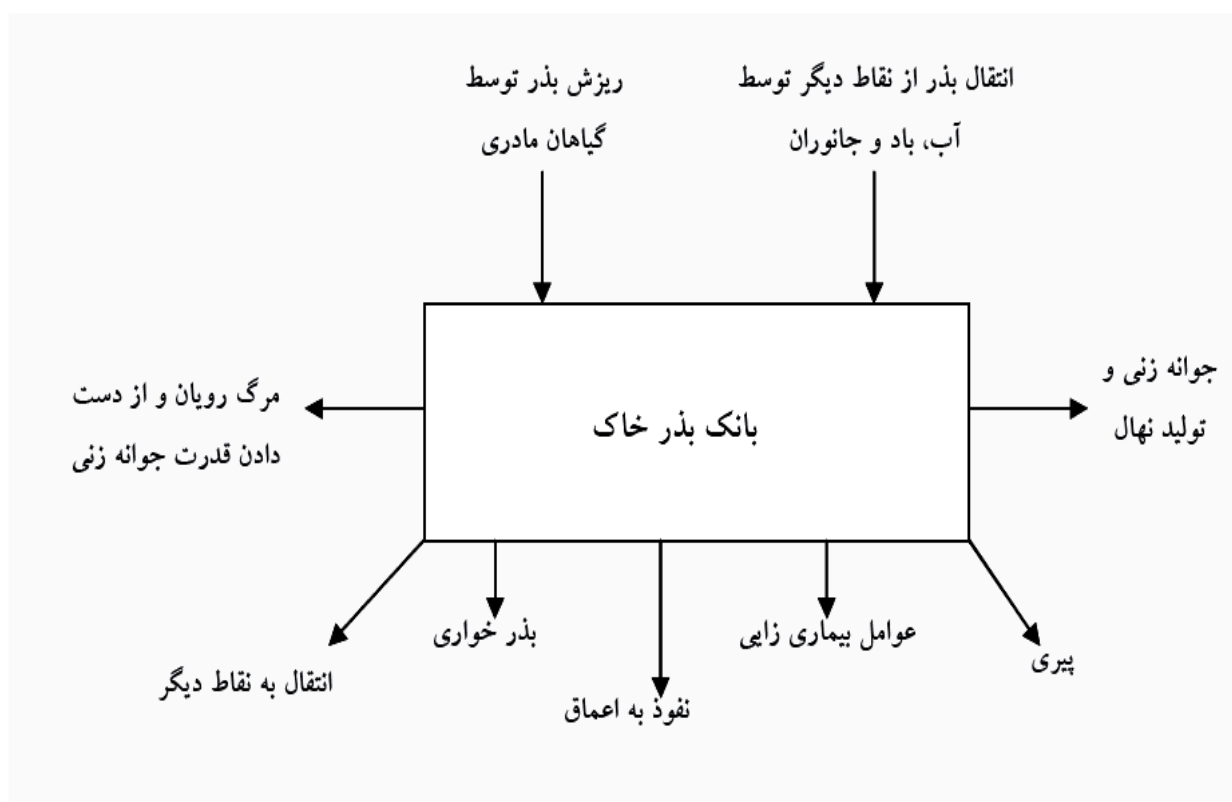 انتقال بذر از نقاط دیگر توسط
آب، باد و جانوران
ریزش بذر توسط
گیاهان مادری
جوانه زنی و
تولید نهال
بانک بذر خاک
مرگ رویان و از دست
دادن قدرت جوانه زنی
پیری
عوامل بیماری زایی
نفوذ به اعماق
بذر خواری
انتقال به نقاط دیگر